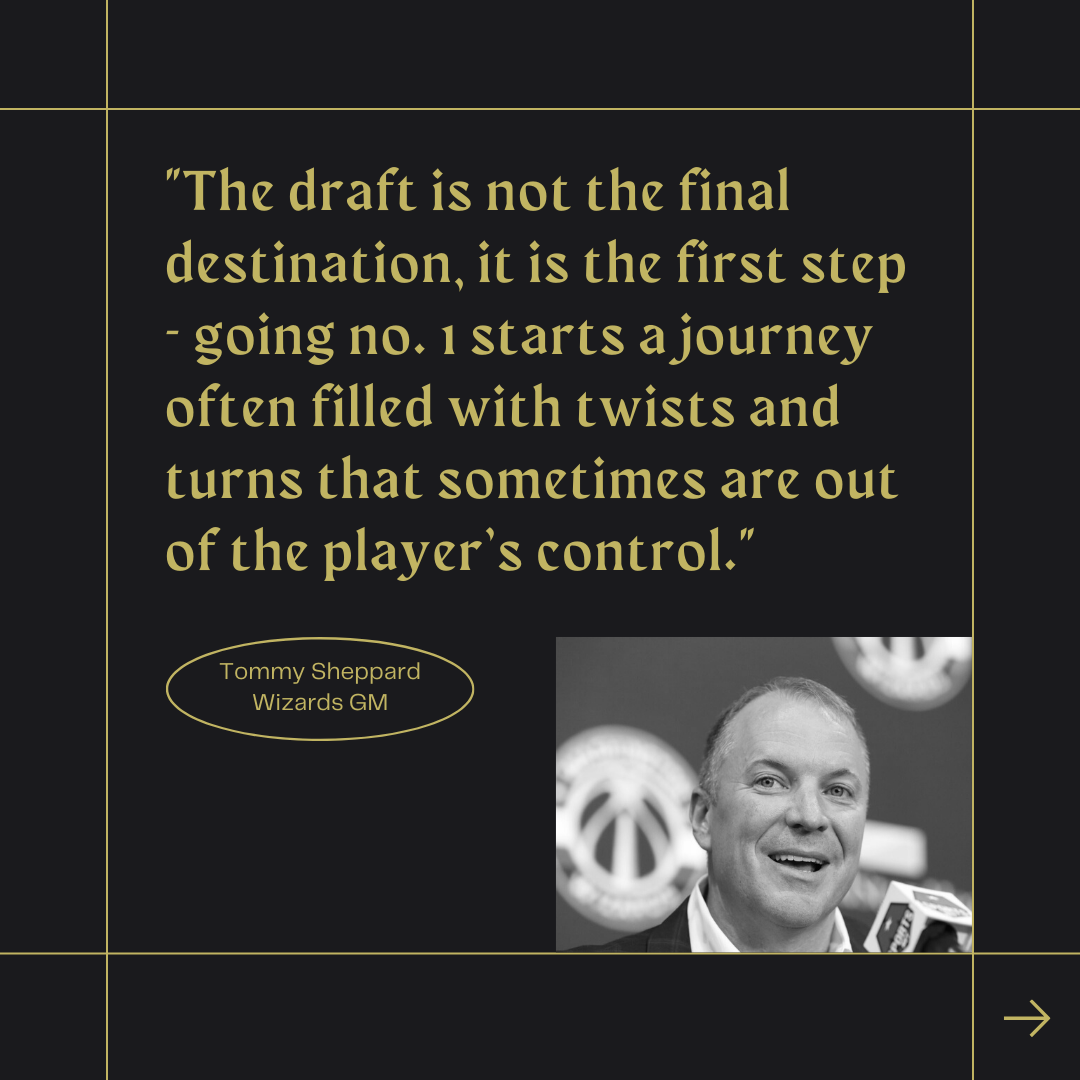 "The draft is not the final
destination, it is the first step
- going no. 1 starts a journey
often filled with twists and
turns that sometimes are out
of the player's control."
Tommy Sheppard
Wizards GM